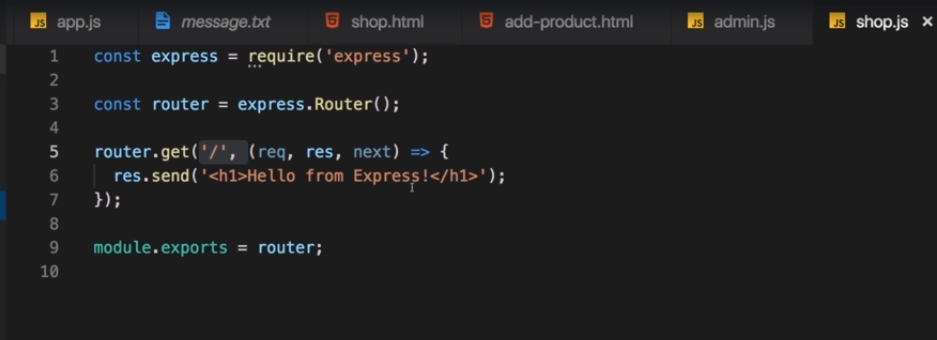 JS app.js message.txt shop.html add-product.html JS admin.js JS shop.js ×
1 const express = require('express');
2
3 const router = express.Router();
4
5 router.get('/', (req, res, next) => {
6 res.send('<h1>Hello from Express!</h1>');
7 });
8
9 module.exports = router;
10